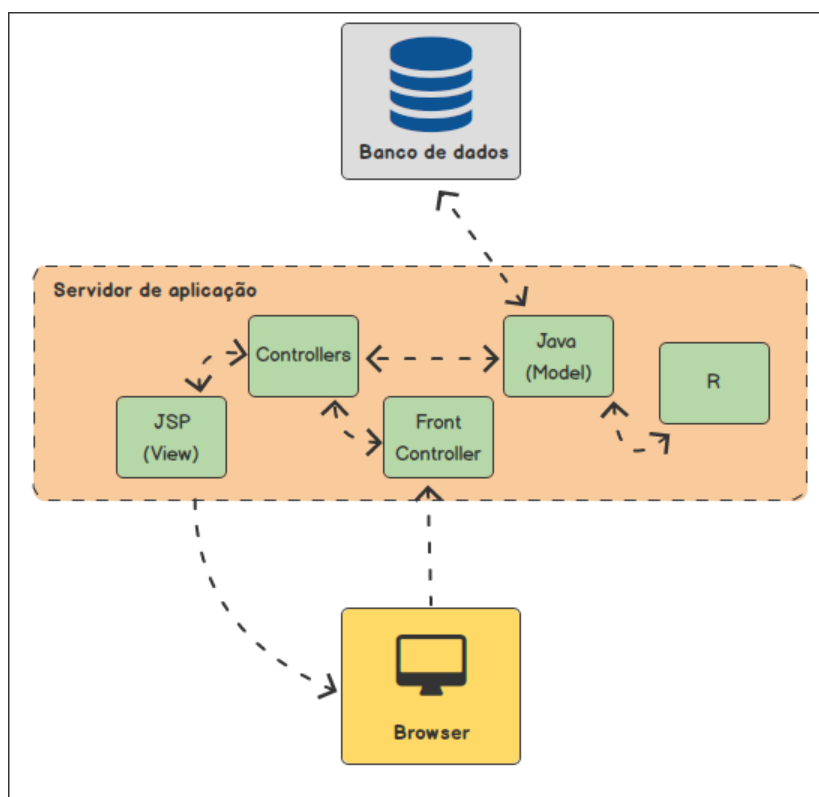 Banco de dados
Servidor de aplicação
Controllers
Java
(Model)
R
JSP
(View)
Front
Controller
Browser